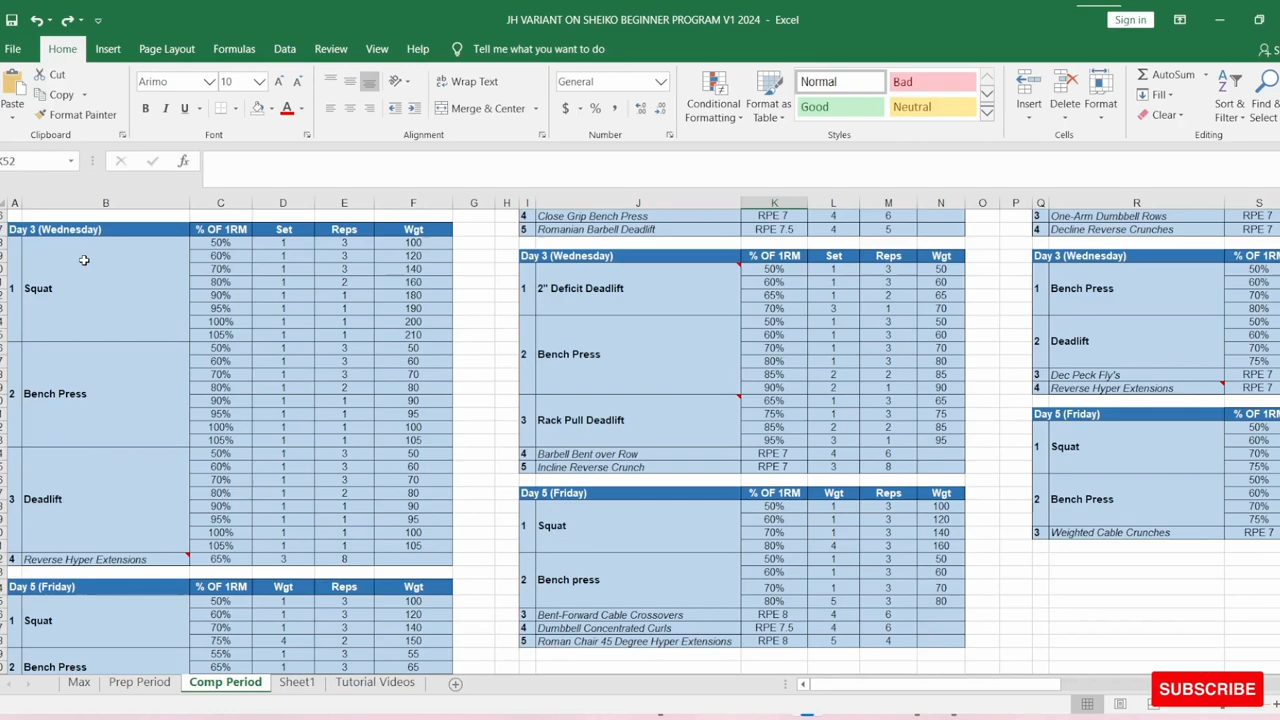 JH VARIANT ON SHEIKO BEGINNER PROGRAM V1 2024 - Excel Sign in
File Home Insert Page Layout Formulas Data Review View Help Tell me what you want to do
Paste Cut Copy Format Painter Clipboard
Arimo 10 B I U A Font
Wrap Text Merge & Center Alignment
General $ % , Number
Conditional Formatting Format as Table Normal Bad Good Neutral Styles
Insert Delete Format Cells
AutoSum Fill Clear Sort & Filter Find & Select Editing
K52 fx
A B C D E F G H I J K L M N O P Q R S
Day 3 (Wednesday) % OF 1RM Set Reps Wgt
50% 1 3 100
60% 1 3 120
70% 1 3 140
1 Squat 80% 1 2 160
90% 1 1 180
95% 1 1 190
100% 1 1 200
105% 1 1 210
50% 1 3 50
60% 1 3 60
70% 1 3 70
2 Bench Press 80% 1 2 80
90% 1 1 90
95% 1 1 95
100% 1 1 100
105% 1 1 105
50% 1 3 50
60% 1 3 60
70% 1 3 70
3 Deadlift 80% 1 2 80
90% 1 1 90
95% 1 1 95
100% 1 1 100
105% 1 1 105
4 Reverse Hyper Extensions 65% 3 8
Day 5 (Friday) % OF 1RM Wgt Reps Wgt
50% 1 3 100
1 Squat 60% 1 3 120
70% 1 3 140
75% 4 2 150
55% 1 3 55
2 Bench Press 65% 1 3 65
4 Close Grip Bench Press RPE 7 4 6
5 Romanian Barbell Deadlift RPE 7.5 4 5
Day 3 (Wednesday) % OF 1RM Set Reps Wgt
50% 1 3 50
1 2" Deficit Deadlift 60% 1 3 60
65% 1 2 65
70% 3 1 70
50% 1 3 50
60% 1 3 60
2 Bench Press 70% 1 3 70
80% 1 3 80
85% 2 2 85
90% 2 1 90
65% 1 3 65
3 Rack Pull Deadlift 75% 1 3 75
85% 2 2 85
95% 3 1 95
4 Barbell Bent over Row RPE 7 4 6
5 Incline Reverse Crunch RPE 7 3 8
Day 5 (Friday) % OF 1RM Wgt Reps Wgt
50% 1 3 100
1 Squat 60% 1 3 120
70% 1 3 140
80% 4 3 160
50% 1 3 50
2 Bench press 60% 1 3 60
70% 1 3 70
80% 5 3 80
3 Bent-Forward Cable Crossovers RPE 8 4 6
4 Dumbbell Concentrated Curls RPE 7.5 4 6
5 Roman Chair 45 Degree Hyper Extensions RPE 8 5 4
3 One-Arm Dumbbell Rows RPE 7
4 Decline Reverse Crunches RPE 7
Day 3 (Wednesday) % OF 1RM
50%
1 Bench Press 60%
70%
80%
50%
2 Deadlift 60%
70%
75%
3 Dec Peck Fly's RPE 7
4 Reverse Hyper Extensions RPE 7
Day 5 (Friday) % OF 1RM
50%
1 Squat 60%
70%
75%
50%
2 Bench Press 60%
70%
75%
3 Weighted Cable Crunches RPE 7
Max Prep Period Comp Period Sheet1 Tutorial Videos
SUBSCRIBE